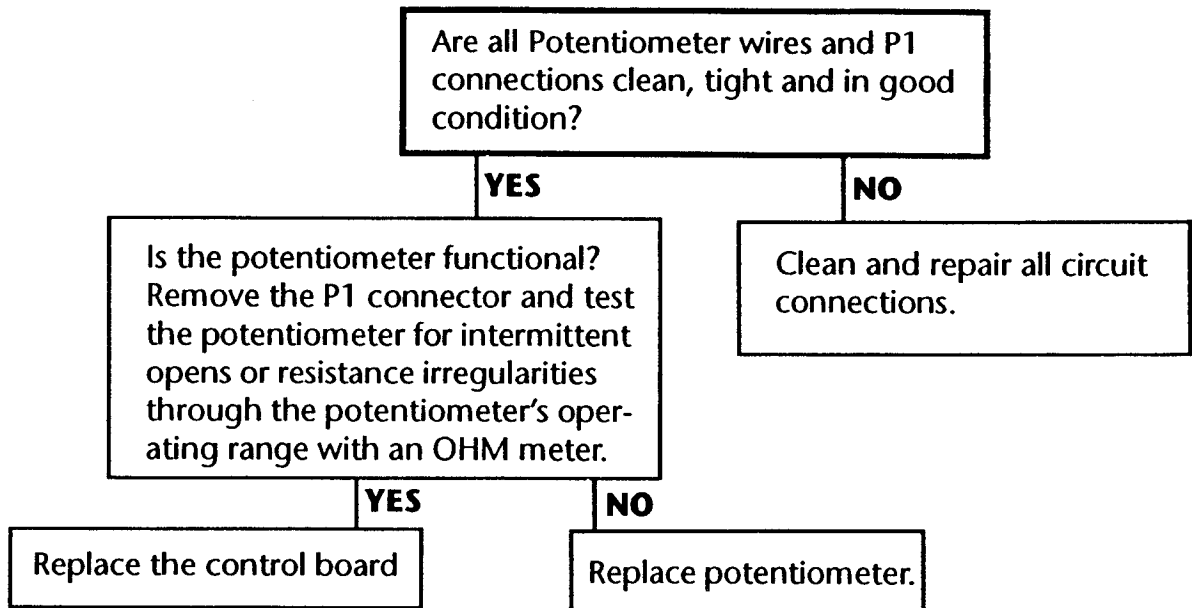 Are all Potentiometer wires and P1
connections clean, tight and in good
condition?
YES
NO
Is the potentiometer functional?
Remove the P1 connector and test
the potentiometer for intermittent
opens or resistance irregularities
through the potentiometer's oper-
ating range with an OHM meter.
Clean and repair all circuit
connections.
YES
NO
Replace the control board
Replace potentiometer.